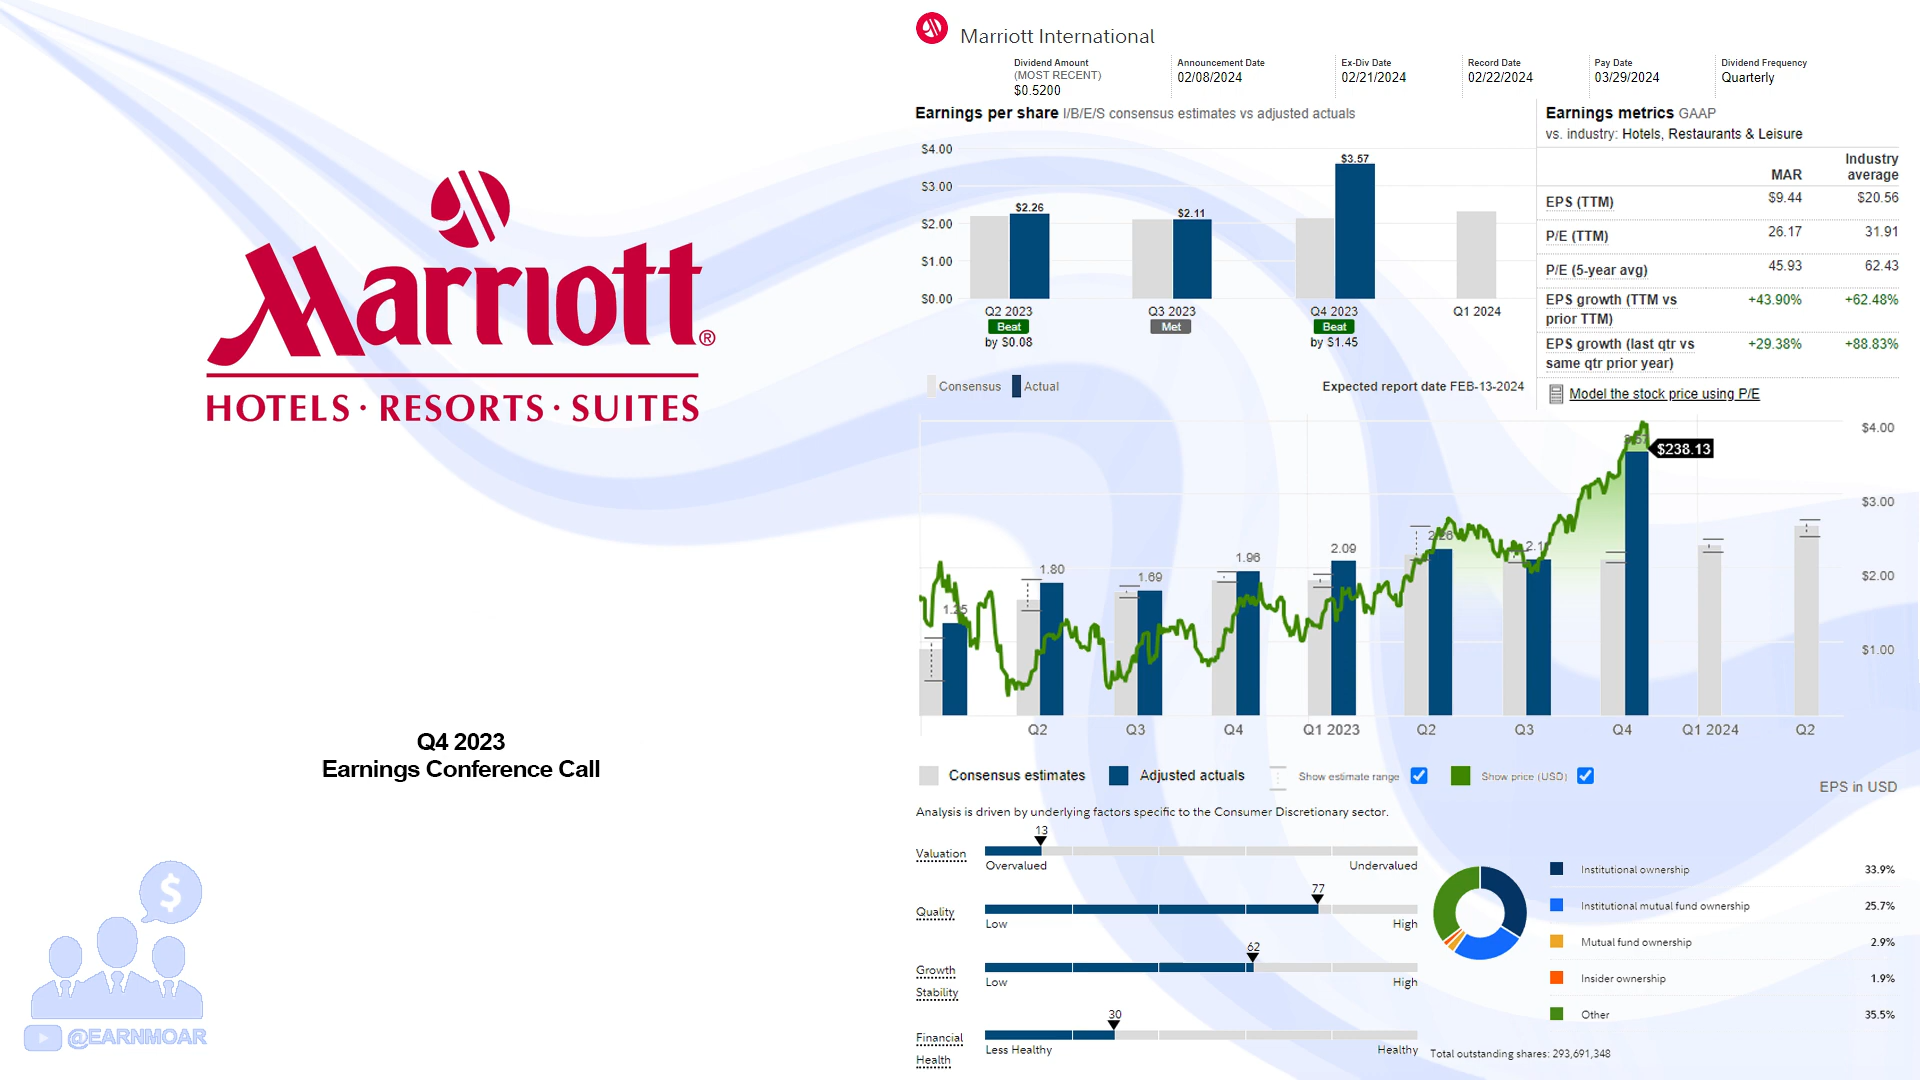 Marriott®
HOTELS · RESORTS · SUITES
Q4 2023
Earnings Conference Call
$
@EARNMOAR
Marriott International
Dividend Amount
(MOST RECENT)
$0.5200
Announcement Date
02/08/2024
Ex-Div Date
02/21/2024
Record Date
02/22/2024
Pay Date
03/29/2024
Dividend Frequency
Quarterly
Earnings per share I/B/E/S consensus estimates vs adjusted actuals
$4.00
$3.00
$2.00
$1.00
$0.00
$2.26
$2.11
$3.57
Q2 2023
Beat
by $0.08
Q3 2023
Met
Q4 2023
Beat
by $1.45
Q1 2024
Consensus
Actual
Expected report date FEB-13-2024
Earnings metrics GAAP
vs. industry: Hotels, Restaurants & Leisure
MAR
Industry
average
EPS (TTM) $9.44 $20.56
P/E (TTM) 26.17 31.91
P/E (5-year avg) 45.93 62.43
EPS growth (TTM vs
prior TTM) +43.90% +62.48%
EPS growth (last qtr vs
same qtr prior year) +29.38% +88.83%
Model the stock price using P/E
$4.00
$3.00
$2.00
$1.00
$238.13
1.25
1.80
1.69
1.96
2.09
2.26
Q2
Q3
Q4
Q1 2023
Q2
Q3
Q4
Q1 2024
Q2
Consensus estimates
Adjusted actuals
Show estimate range
Show price (USD)
EPS in USD
Analysis is driven by underlying factors specific to the Consumer Discretionary sector.
Valuation
13
Overvalued
Undervalued
Quality
77
Low
High
Growth
Stability
62
Low
High
Financial
Health
30
Less Healthy
Healthy
Institutional ownership 33.9%
Institutional mutual fund ownership 25.7%
Mutual fund ownership 2.9%
Insider ownership 1.9%
Other 35.5%
Total outstanding shares: 293,691,348